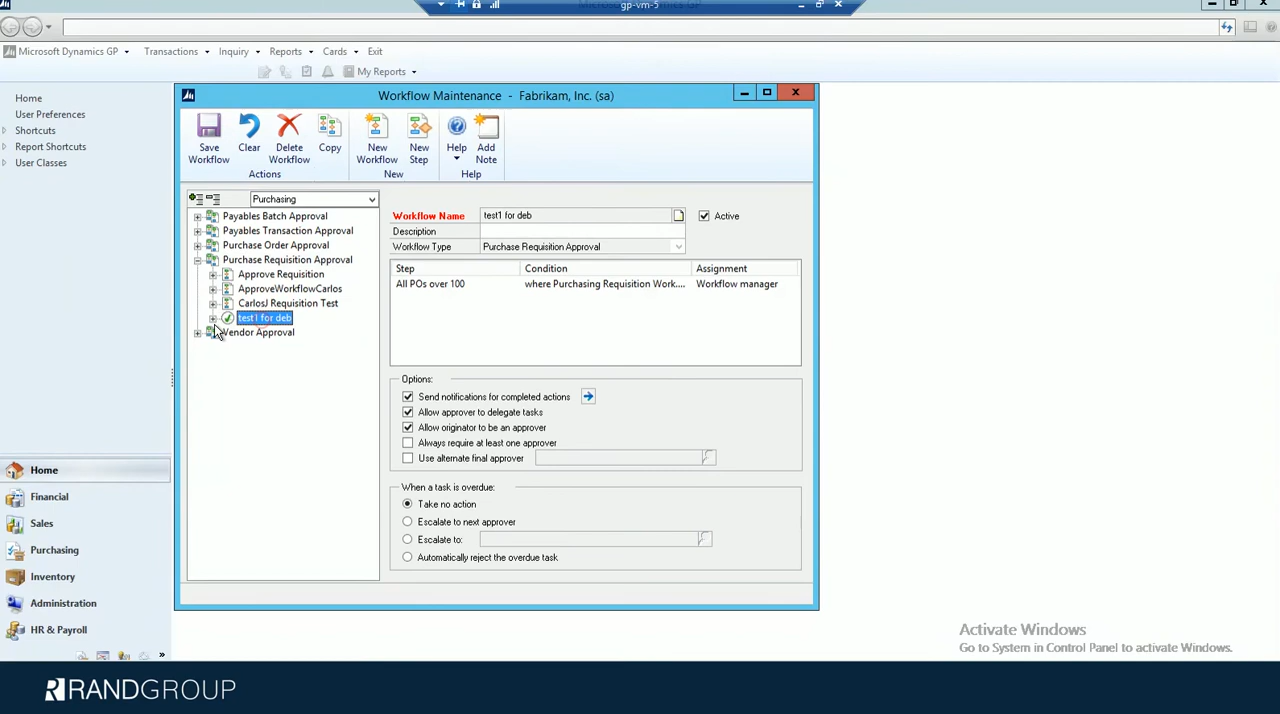 gp-vm-5
Microsoft Dynamics GP
Transactions
Inquiry
Reports
Cards
Exit
My Reports
Home
User Preferences
Shortcuts
Report Shortcuts
User Classes
Workflow Maintenance - Fabrikam, Inc. (sa)
Save Workflow
Clear
Delete Workflow
Copy
New Workflow
New Step
Help
Add Note
Actions
New
Help
Purchasing
Payables Batch Approval
Payables Transaction Approval
Purchase Order Approval
Purchase Requisition Approval
Approve Requisition
ApproveWorkflowCarlos
CarlosJ Requisition Test
test1 for deb
Vendor Approval
Workflow Name test1 for deb
Active
Description
Workflow Type Purchase Requisition Approval
Step Condition Assignment
All POs over 100 where Purchasing Requisition Work.... Workflow manager
Options:
Send notifications for completed actions
Allow approver to delegate tasks
Allow originator to be an approver
Always require at least one approver
Use alternate final approver
When a task is overdue:
Take no action
Escalate to next approver
Escalate to:
Automatically reject the overdue task
Home
Financial
Sales
Purchasing
Inventory
Administration
HR & Payroll
»
Activate Windows
Go to System in Control Panel to activate Windows.
RANDGROUP